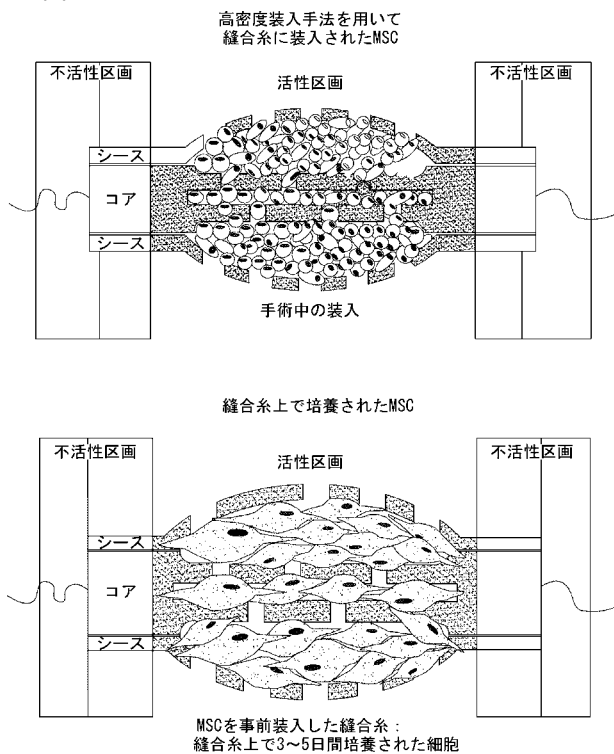 高密度装入手法を用いて
縫合糸に装入されたMSC
不活性区画
活性区画
不活性区画
シース
コア
シース
手術中の装入
縫合糸上で培養されたMSC
不活性区画
活性区画
不活性区画
シース
コア
シース
MSCを事前装入した縫合糸：
縫合糸上で3～5日間培養された細胞